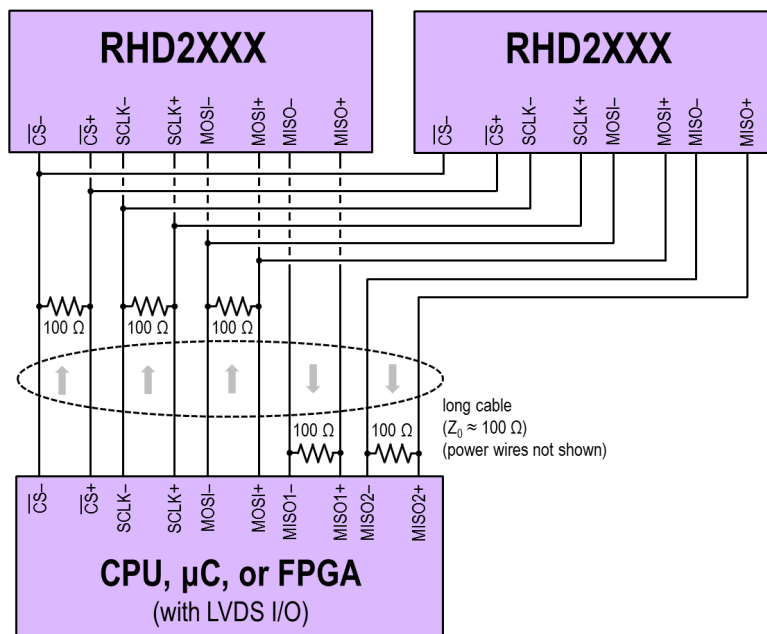 RHD2XXX
RHD2XXX
CS−
CS+
SCLK−
SCLK+
MOSI−
MOSI+
MISO−
MISO+
CS−
CS+
SCLK−
SCLK+
MOSI−
MOSI+
MISO−
MISO+
100 Ω
100 Ω
100 Ω
long cable
(Z0 ≈ 100 Ω)
(power wires not shown)
100 Ω
100 Ω
CS−
CS+
SCLK−
SCLK+
MOSI−
MOSI+
MISO1−
MISO1+
MISO2−
MISO2+
CPU, µC, or FPGA
(with LVDS I/O)